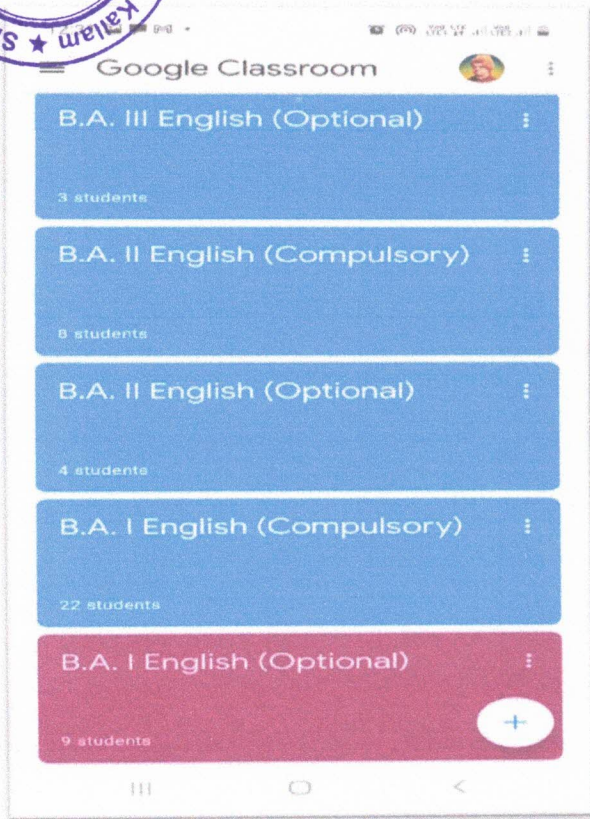 Kallam
Google Classroom
B.A. III English (Optional)
3 students
B.A. II English (Compulsory)
8 students
B.A. II English (Optional)
4 students
B.A. I English (Compulsory)
22 students
B.A. I English (Optional)
9 students